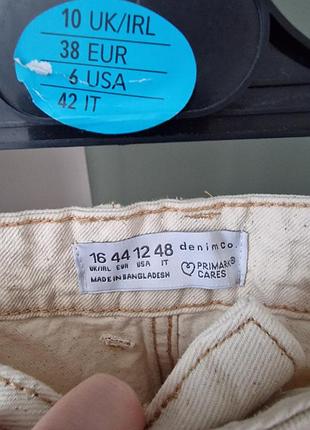 10 UK/IRL
38 EUR
6 USA
42 IT
16 44 12 48 denimCo.
UK/IRL EUR USA IT
MADE IN BANGLADESH
PRIMARK®
CARES